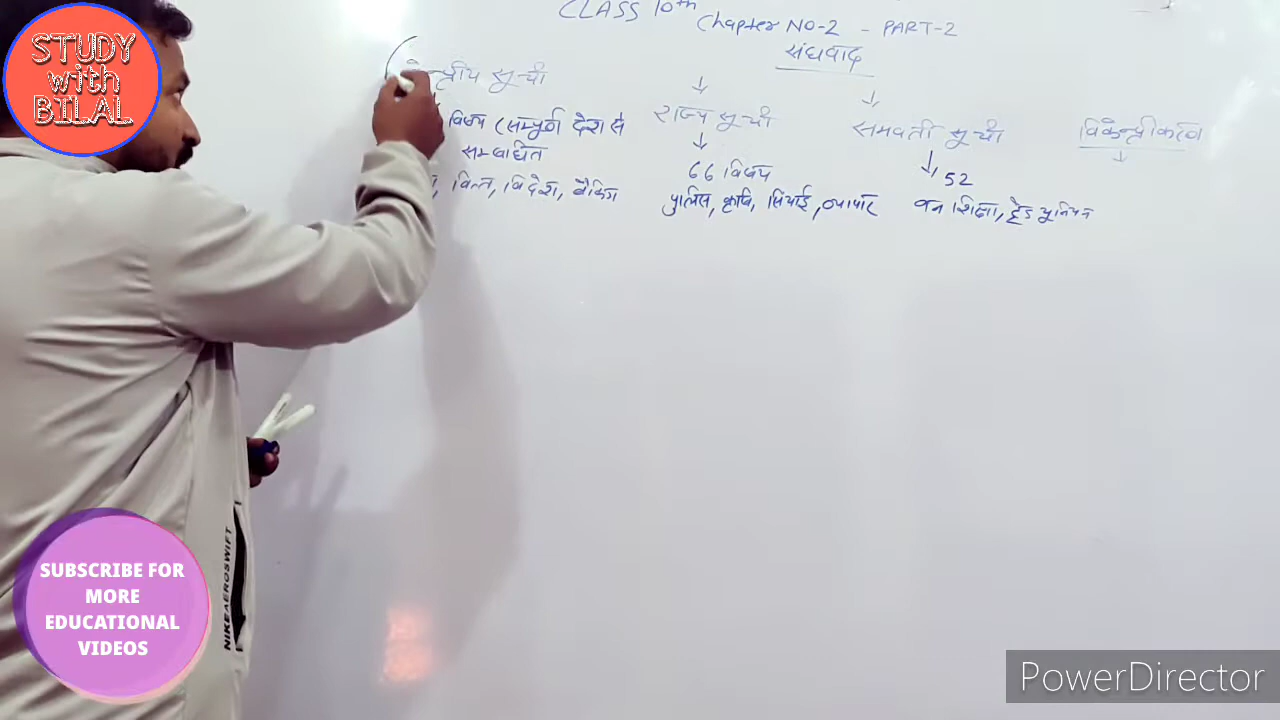 STUDY
with
BILAL
CLASS 10th
Chapter NO-2 - PART-2
संघवाद
सूची
विषय (सम्पूर्ण देश से
सम्बंधित
, वित्त, विदेश, बैंकिंग
राज्य सूची
66 विषय
पुलिस, कृषि, सिंचाई, व्यापार
समवर्ती सूची
52
वन शिक्षा, ट्रेड यूनियन
विकेन्द्रीकरण
NIKEAEROSWIFT
SUBSCRIBE FOR
MORE
EDUCATIONAL
VIDEOS
PowerDirector